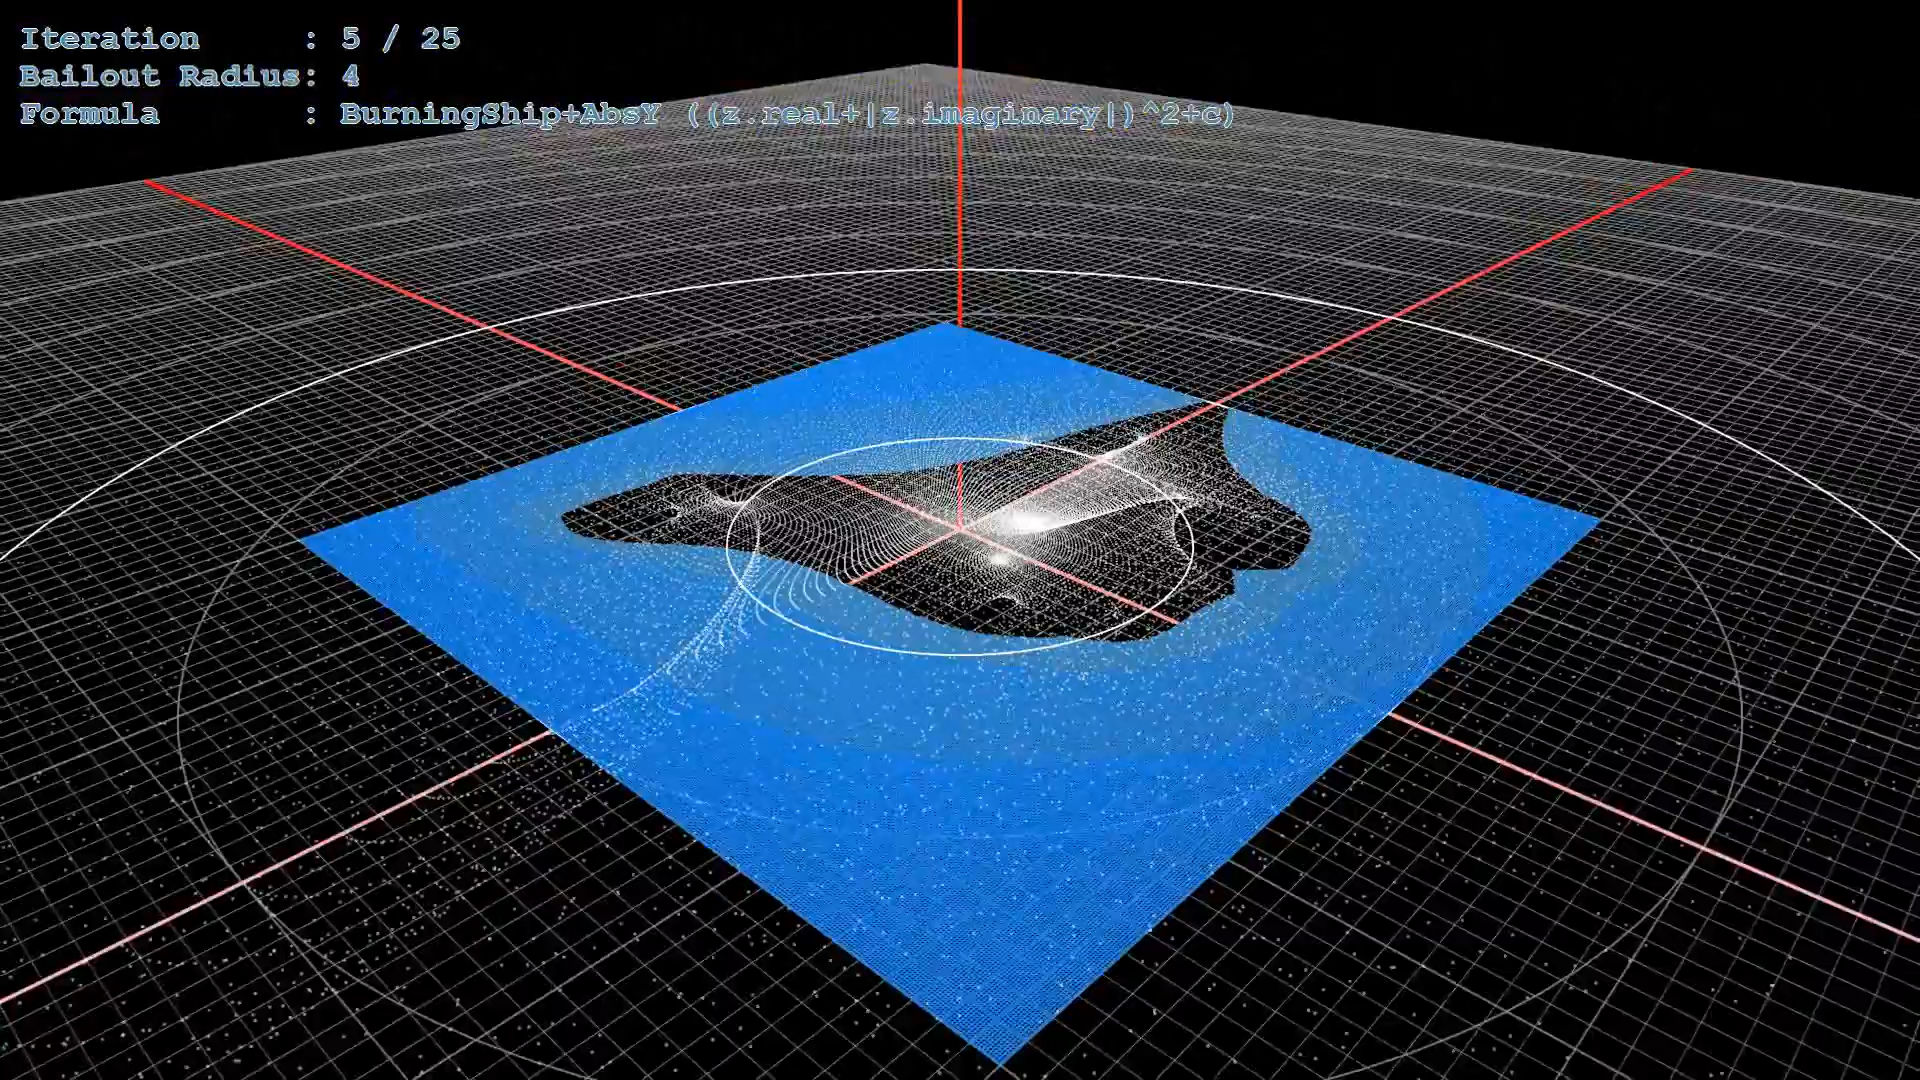 Iteration : 5 / 25
Bailout Radius: 4
Formula : BurningShip+AbsY ((z.real+|z.imaginary|)^2+c)